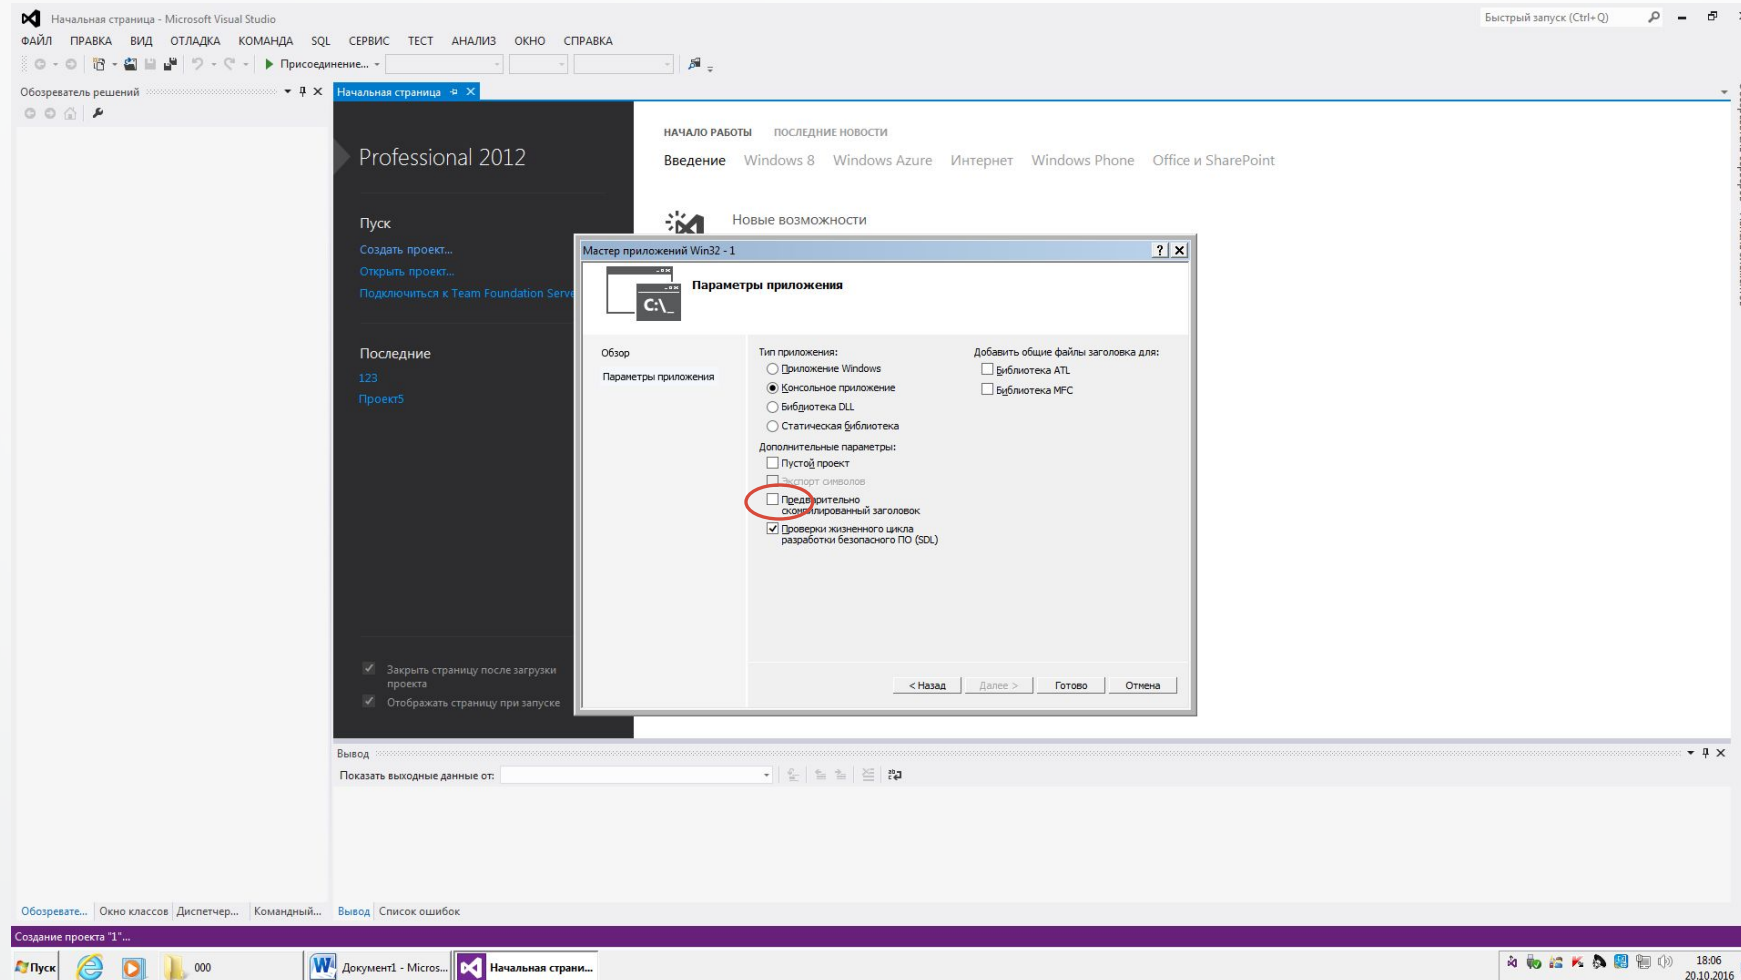 Начальная страница - Microsoft Visual Studio
Быстрый запуск (Ctrl+Q)
ФАЙЛ ПРАВКА ВИД ОТЛАДКА КОМАНДА SQL СЕРВИС ТЕСТ АНАЛИЗ ОКНО СПРАВКА
Присоединение...
Обозреватель решений
Начальная страница
Professional 2012
НАЧАЛО РАБОТЫ ПОСЛЕДНИЕ НОВОСТИ
Введение Windows 8 Windows Azure Интернет Windows Phone Office и SharePoint
Пуск
Создать проект...
Открыть проект...
Подключиться к Team Foundation Serve
Последние
123
Проект5
Закрыть страницу после загрузки
проекта
Отображать страницу при запуске
Новые возможности
Мастер приложений Win32 - 1
C:\_
Параметры приложения
Обзор
Параметры приложения
Тип приложения:
Приложение Windows
Консольное приложение
Библиотека DLL
Статическая библиотека
Дополнительные параметры:
Пустой проект
Экспорт символов
Предварительно
скомпилированный заголовок
Проверки жизненного цикла
разработки безопасного ПО (SDL)
Добавить общие файлы заголовка для:
Библиотека ATL
Библиотека MFC
< Назад Далее > Готово Отмена
Вывод
Показать выходные данные от:
Обозревате... Окно классов Диспетчер... Командный... Вывод Список ошибок
Создание проекта "1"...
Пуск 000 Документ1 - Micros... Начальная страни...
18:06
20.10.2016